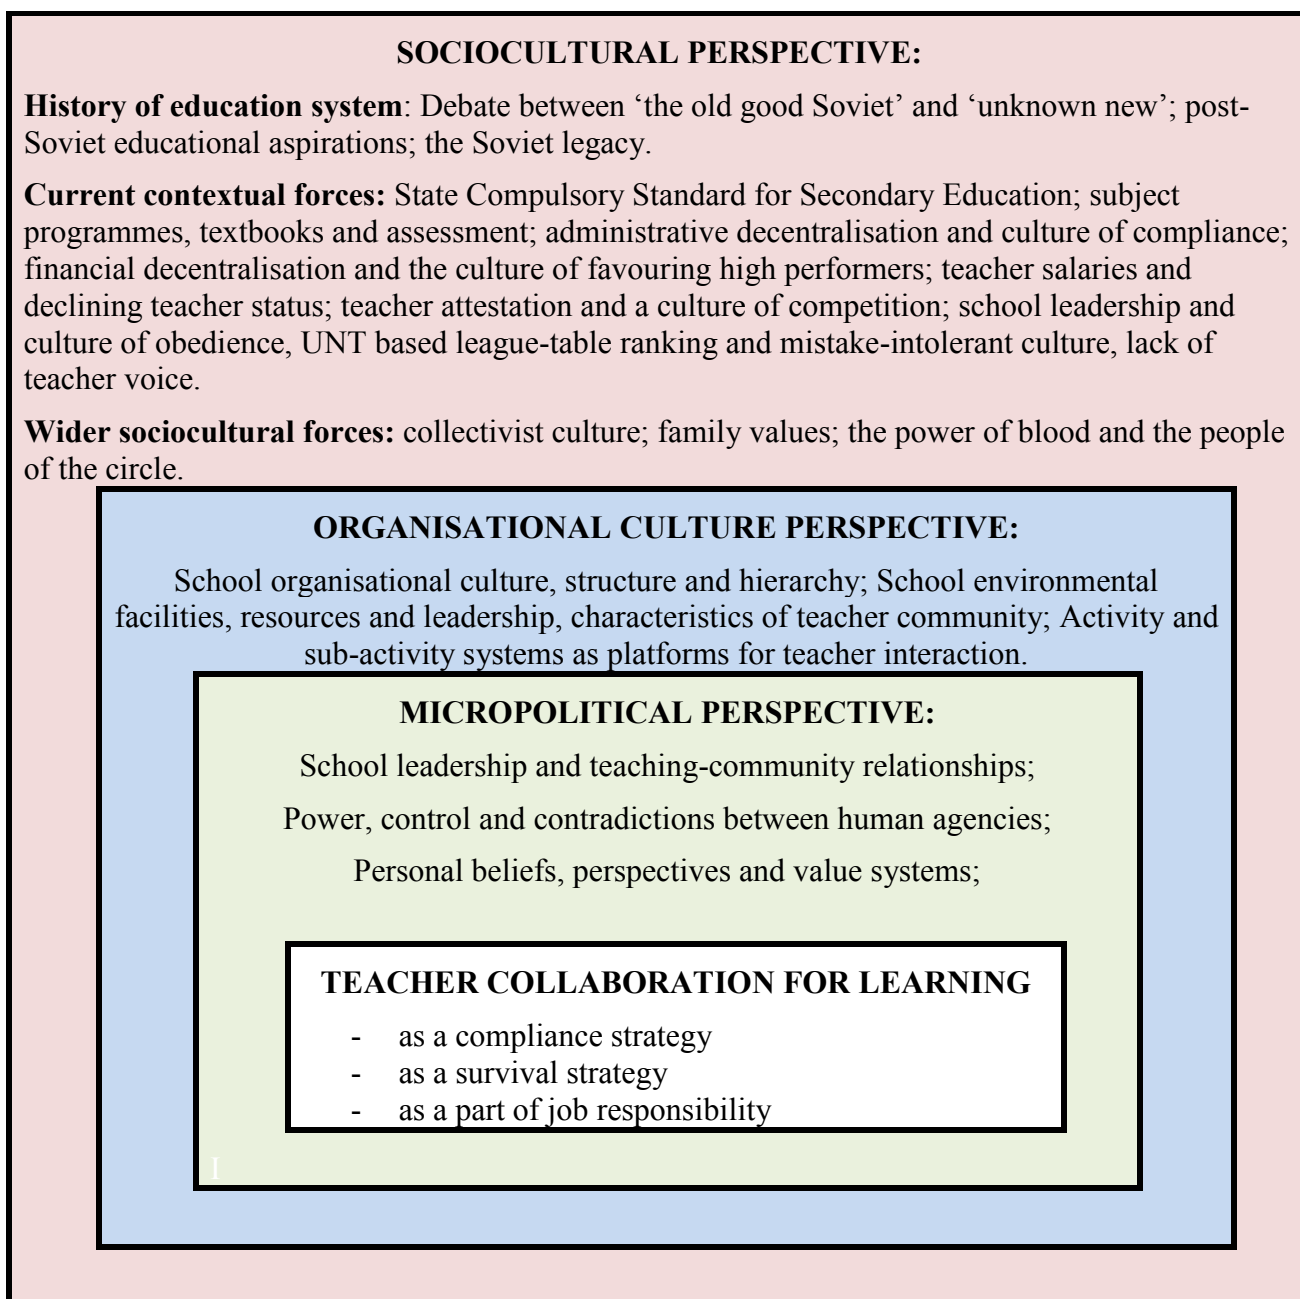 SOCIOCULTURAL PERSPECTIVE:
History of education system: Debate between ‘the old good Soviet’ and ‘unknown new’; post-
Soviet educational aspirations; the Soviet legacy.
Current contextual forces: State Compulsory Standard for Secondary Education; subject
programmes, textbooks and assessment; administrative decentralisation and culture of compliance;
financial decentralisation and the culture of favouring high performers; teacher salaries and
declining teacher status; teacher attestation and a culture of competition; school leadership and
culture of obedience, UNT based league-table ranking and mistake-intolerant culture, lack of
teacher voice.
Wider sociocultural forces: collectivist culture; family values; the power of blood and the people
of the circle.
ORGANISATIONAL CULTURE PERSPECTIVE:
School organisational culture, structure and hierarchy; School environmental
facilities, resources and leadership, characteristics of teacher community; Activity and
sub-activity systems as platforms for teacher interaction.
MICROPOLITICAL PERSPECTIVE:
School leadership and teaching-community relationships;
Power, control and contradictions between human agencies;
Personal beliefs, perspectives and value systems;
TEACHER COLLABORATION FOR LEARNING
- as a compliance strategy
- as a survival strategy
- as a part of job responsibility
I